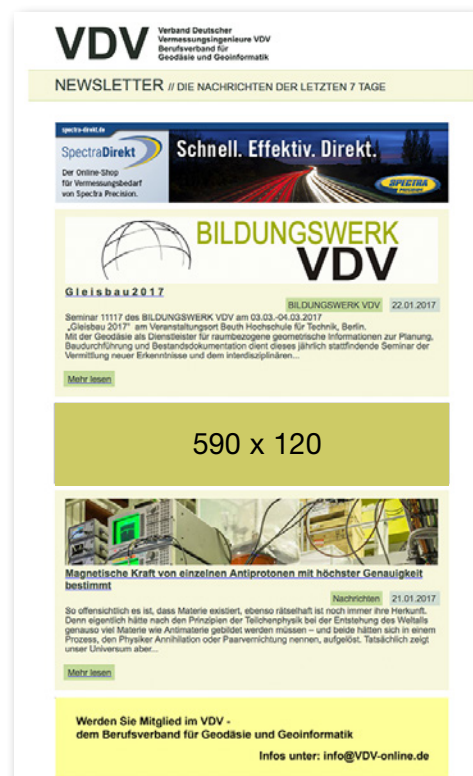 VDV
Verband Deutscher
Vermessungsingenieure VDV
Berufsverband für
Geodäsie und Geoinformatik
NEWSLETTER // DIE NACHRICHTEN DER LETZTEN 7 TAGE
spectra-direkt.de
SpectraDirekt
Der Online-Shop
für Vermessungsbedarf
von Spectra Precision.
Schnell. Effektiv. Direkt.
SPECTRA
PRECISION
BILDUNGSWERK
VDV
Gleisbau2017
BILDUNGSWERK VDV 22.01.2017
Seminar 11117 des BILDUNGSWERK VDV am 03.03.-04.03.2017
„Gleisbau 2017“ am Veranstaltungsort Beuth Hochschule für Technik, Berlin.
Mit der Geodäsie als Dienstleister für raumbezogene geometrische Informationen zur Planung,
Baudurchführung und Bestandsdokumentation dient dieses jährlich stattfindende Seminar der
Vermittlung neuer Erkenntnisse und dem interdisziplinären...
Mehr lesen
590 x 120
Magnetische Kraft von einzelnen Antiprotonen mit höchster Genauigkeit
bestimmt
Nachrichten 21.01.2017
So offensichtlich es ist, dass Materie existiert, ebenso rätselhaft ist noch immer ihre Herkunft.
Denn eigentlich hätte nach den Prinzipien der Teilchenphysik bei der Entstehung des Weltalls
genauso viel Materie wie Antimaterie gebildet werden müssen – und beide hätten sich in einem
Prozess, den Physiker Annihilation oder Paarvernichtung nennen, aufgelöst. Tatsächlich zeigt
unser Universum aber...
Mehr lesen
Werden Sie Mitglied im VDV -
dem Berufsverband für Geodäsie und Geoinformatik
Infos unter: info@VDV-online.de